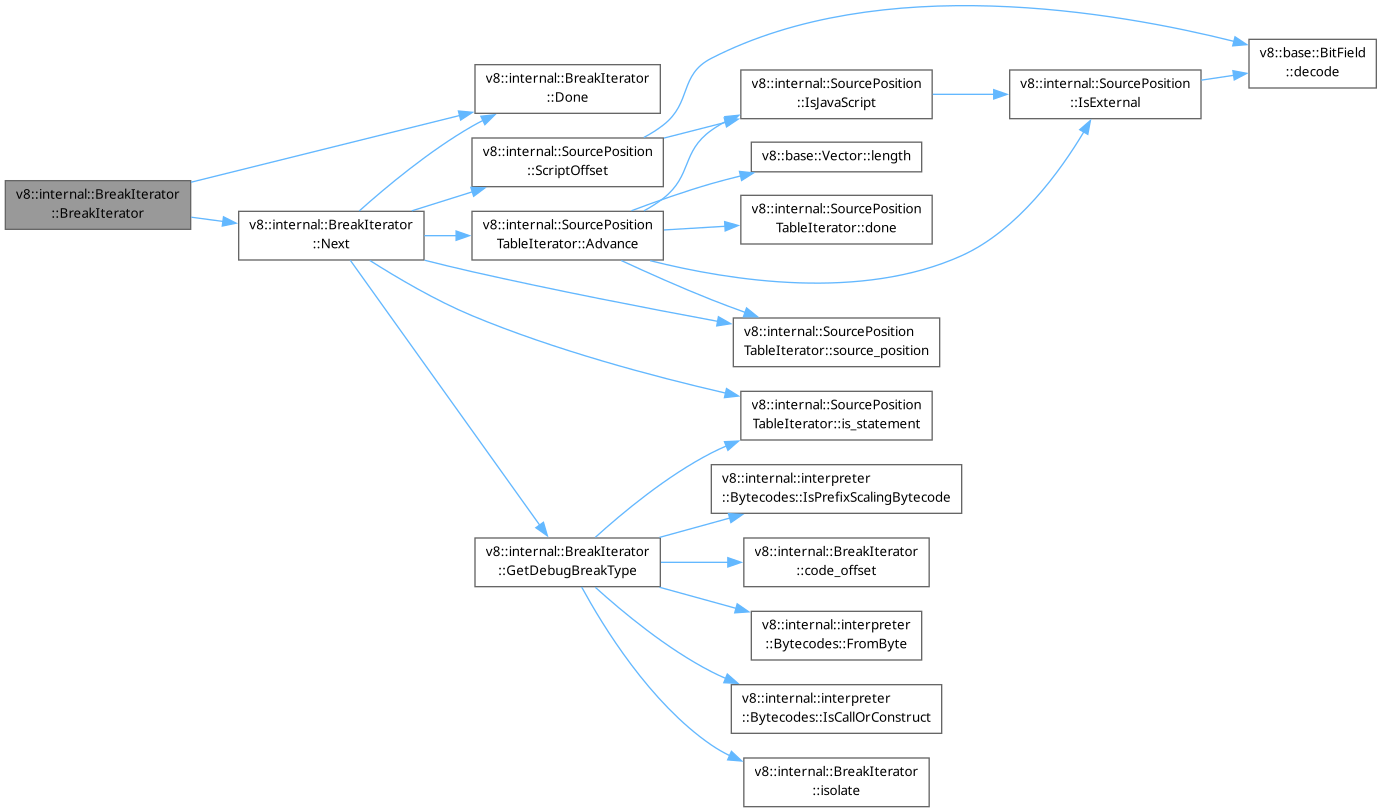 v8::internal::BreakIterator
::BreakIterator
v8::internal::BreakIterator
::Done
v8::internal::BreakIterator
::Next
v8::internal::SourcePosition
::ScriptOffset
v8::internal::SourcePosition
TableIterator::Advance
v8::internal::BreakIterator
::GetDebugBreakType
v8::internal::SourcePosition
::IsJavaScript
v8::base::Vector::length
v8::internal::SourcePosition
TableIterator::done
v8::internal::SourcePosition
TableIterator::source_position
v8::internal::SourcePosition
TableIterator::is_statement
v8::internal::interpreter
::Bytecodes::IsPrefixScalingBytecode
v8::internal::BreakIterator
::code_offset
v8::internal::interpreter
::Bytecodes::FromByte
v8::internal::interpreter
::Bytecodes::IsCallOrConstruct
v8::internal::BreakIterator
::isolate
v8::internal::SourcePosition
::IsExternal
v8::base::BitField
::decode